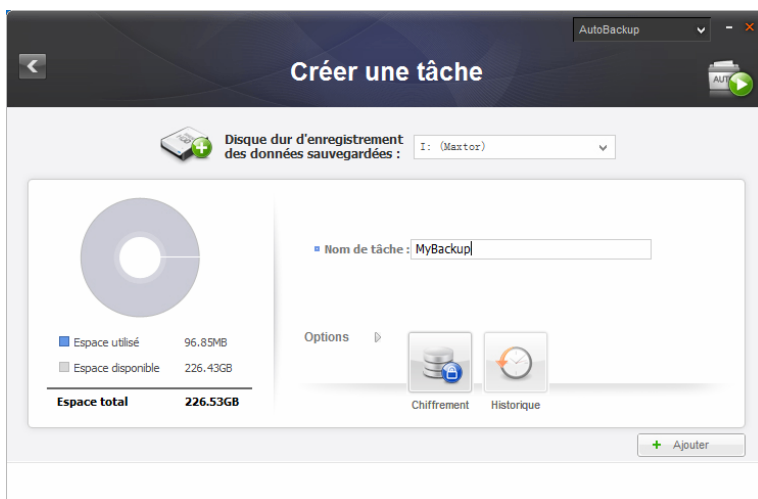 AutoBackup
Créer une tâche
AUT
Disque dur d'enregistrement
des données sauvegardées :
I: (Maxtor)
Nom de tâche : MyBackup
Espace utilisé 96.85MB
Espace disponible 226.43GB
Espace total 226.53GB
Options
Chiffrement Historique
+ Ajouter